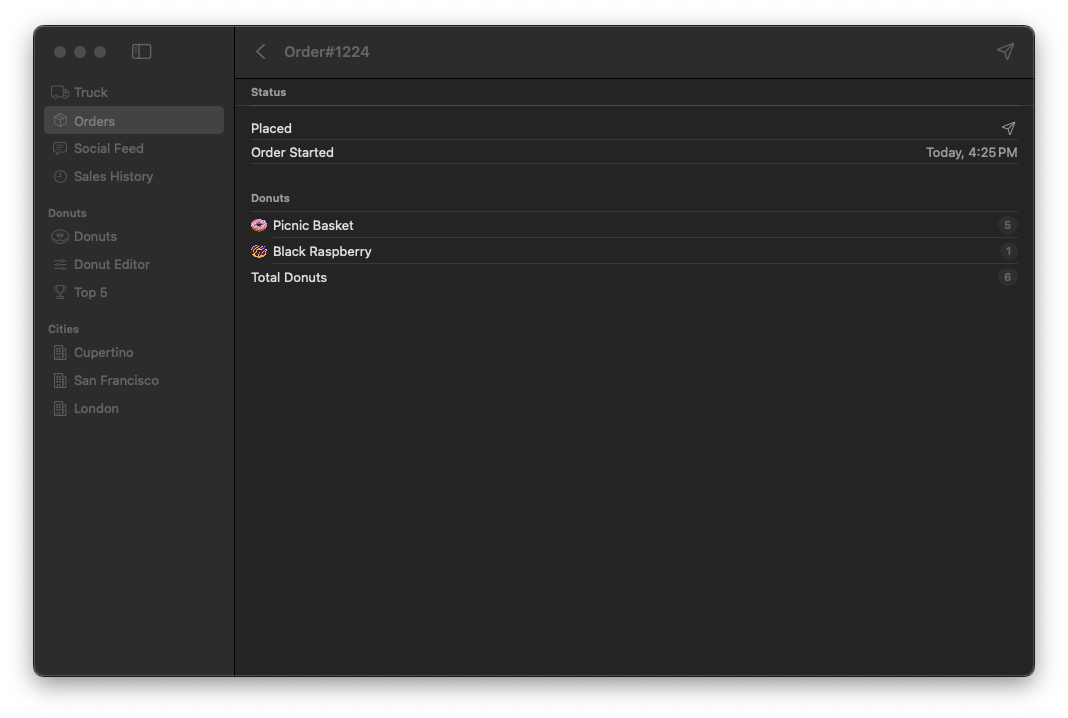 Order#1224
Truck
Orders
Social Feed
Sales History
Donuts
Donuts
Donut Editor
Top 5
Cities
Cupertino
San Francisco
London
Status
Placed
Order Started Today, 4:25 PM
Donuts
Picnic Basket 5
Black Raspberry 1
Total Donuts 6